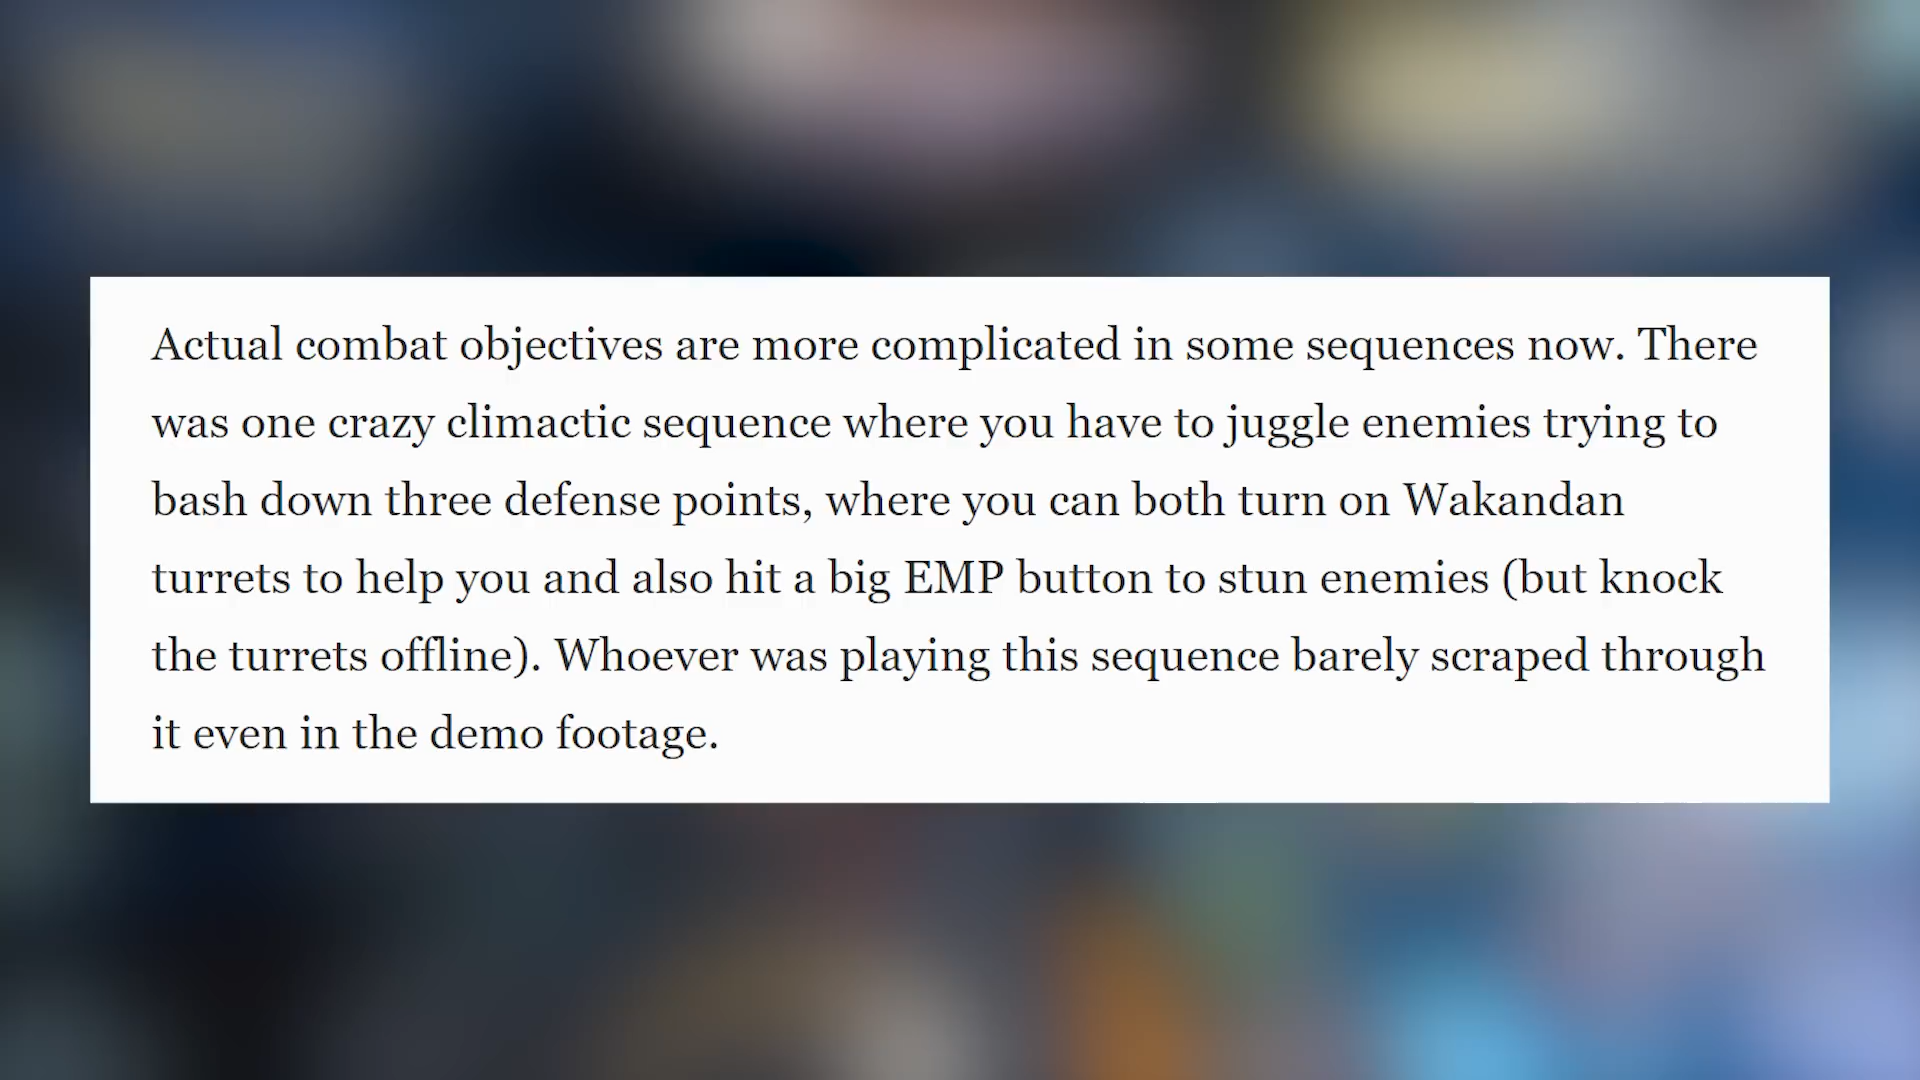 Actual combat objectives are more complicated in some sequences now. There
was one crazy climactic sequence where you have to juggle enemies trying to
bash down three defense points, where you can both turn on Wakandan
turrets to help you and also hit a big EMP button to stun enemies (but knock
the turrets offline). Whoever was playing this sequence barely scraped through
it even in the demo footage.